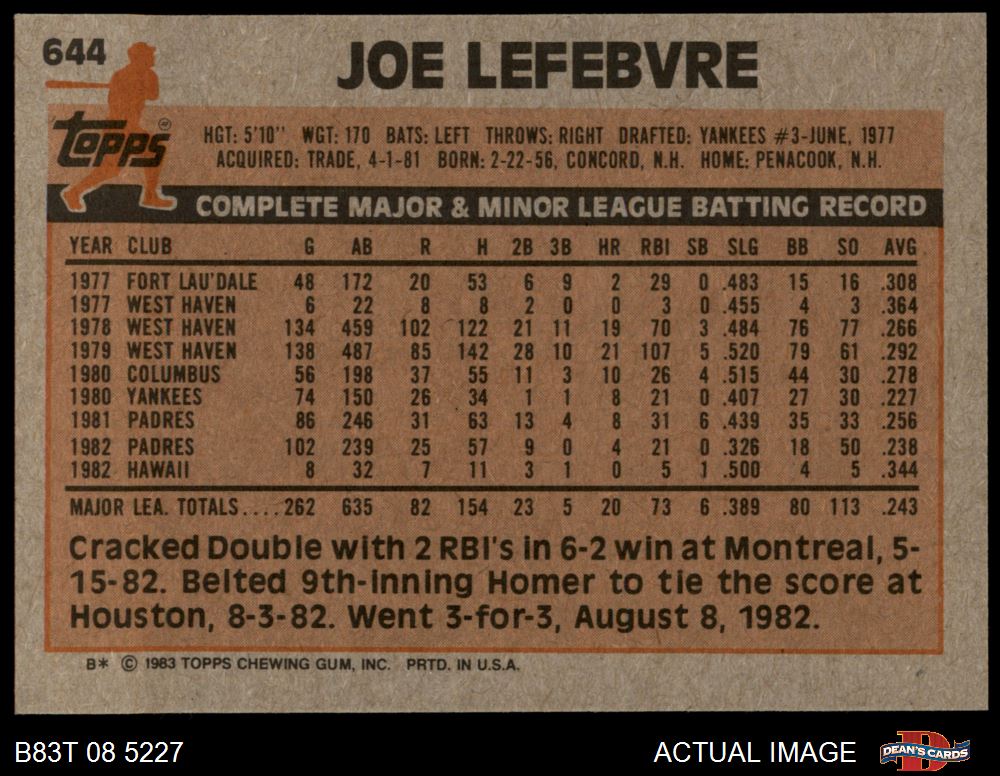 644
JOE LEFEBVRE
Topps
HGT: 5'10" WGT: 170 BATS: LEFT THROWS: RIGHT DRAFTED: YANKEES #3-JUNE, 1977
ACQUIRED: TRADE, 4-1-81 BORN: 2-22-56, CONCORD, N.H. HOME: PENACOOK, N.H.
COMPLETE MAJOR & MINOR LEAGUE BATTING RECORD
YEAR CLUB G AB R H 2B 3B HR RBI SB SLG BB SO AVG
1977 FORT LAU'DALE 48 172 20 53 6 9 2 29 0 .483 15 16 .308
1977 WEST HAVEN 6 22 8 8 2 0 0 3 0 .455 4 3 .364
1978 WEST HAVEN 134 459 102 122 21 11 19 70 3 .484 76 77 .266
1979 WEST HAVEN 138 487 85 142 28 10 21 107 5 .520 79 61 .292
1980 COLUMBUS 56 198 37 55 11 3 10 26 4 .515 44 30 .278
1980 YANKEES 74 150 26 34 1 1 8 21 0 .407 27 30 .227
1981 PADRES 86 246 31 63 13 4 8 31 6 .439 35 33 .256
1982 PADRES 102 239 25 57 9 0 4 21 0 .326 18 50 .238
1982 HAWAII 8 32 7 11 3 1 0 5 1 .500 4 5 .344
MAJOR LEA. TOTALS....262 635 82 154 23 5 20 73 6 .389 80 113 .243
Cracked Double with 2 RBI's in 6-2 win at Montreal, 5-
15-82. Belted 9th-inning Homer to tie the score at
Houston, 8-3-82. Went 3-for-3, August 8, 1982.
B* © 1983 TOPPS CHEWING GUM, INC. PRTD. IN U.S.A.
B83T 08 5227 ACTUAL IMAGE DEAN'S CARDS